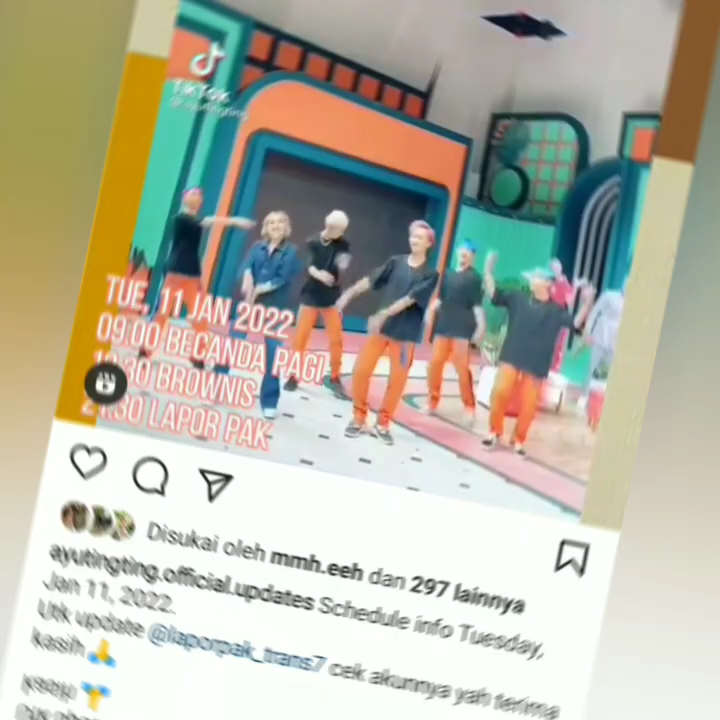 TikTok
TUE, 11 JAN 2022
09.00 BECANDA PAGI
BROWNIS
LAPOR PAK
Disukai oleh mmh.eeh dan 297 lainnya
ayutingting.official.updates Schedule info Tuesday,
Jan 11, 2022.
Utk update @laporpak_trans7 cek akunnya yah terima
kasih 🙏